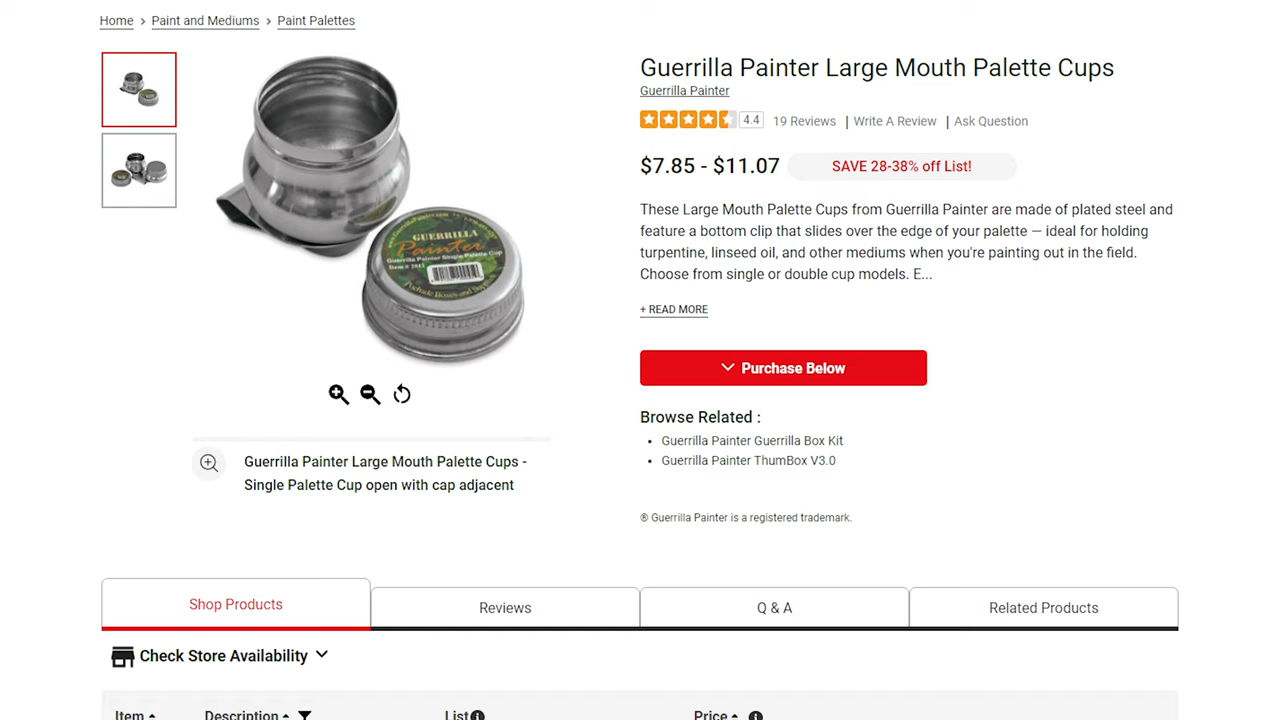 Home > Paint and Mediums > Paint Palettes
Guerrilla Painter Large Mouth Palette Cups
Guerrilla Painter
4.4 19 Reviews | Write A Review | Ask Question
$7.85 - $11.07 SAVE 28-38% off List!
These Large Mouth Palette Cups from Guerrilla Painter are made of plated steel and
feature a bottom clip that slides over the edge of your palette — ideal for holding
turpentine, linseed oil, and other mediums when you're painting out in the field.
Choose from single or double cup models. E...
+ READ MORE
Purchase Below
Browse Related :
• Guerrilla Painter Guerrilla Box Kit
• Guerrilla Painter ThumBox V3.0
® Guerrilla Painter is a registered trademark.
GUERRILLA
Painter
Guerrilla Painter Single Palette Cup
Guerrilla Painter Large Mouth Palette Cups -
Single Palette Cup open with cap adjacent
Shop Products Reviews Q & A Related Products
Check Store Availability
Item Description List Price